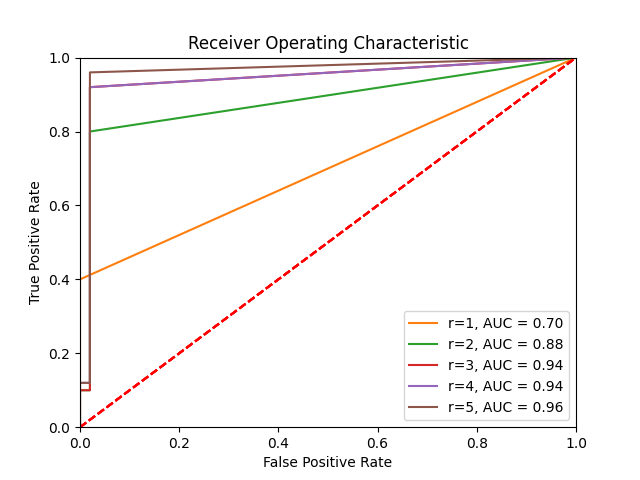 Receiver Operating Characteristic
True Positive Rate
1.0
0.8
0.6
0.4
0.2
0.0
r=1, AUC = 0.70
r=2, AUC = 0.88
r=3, AUC = 0.94
r=4, AUC = 0.94
r=5, AUC = 0.96
0.0 0.2 0.4 0.6 0.8 1.0
False Positive Rate